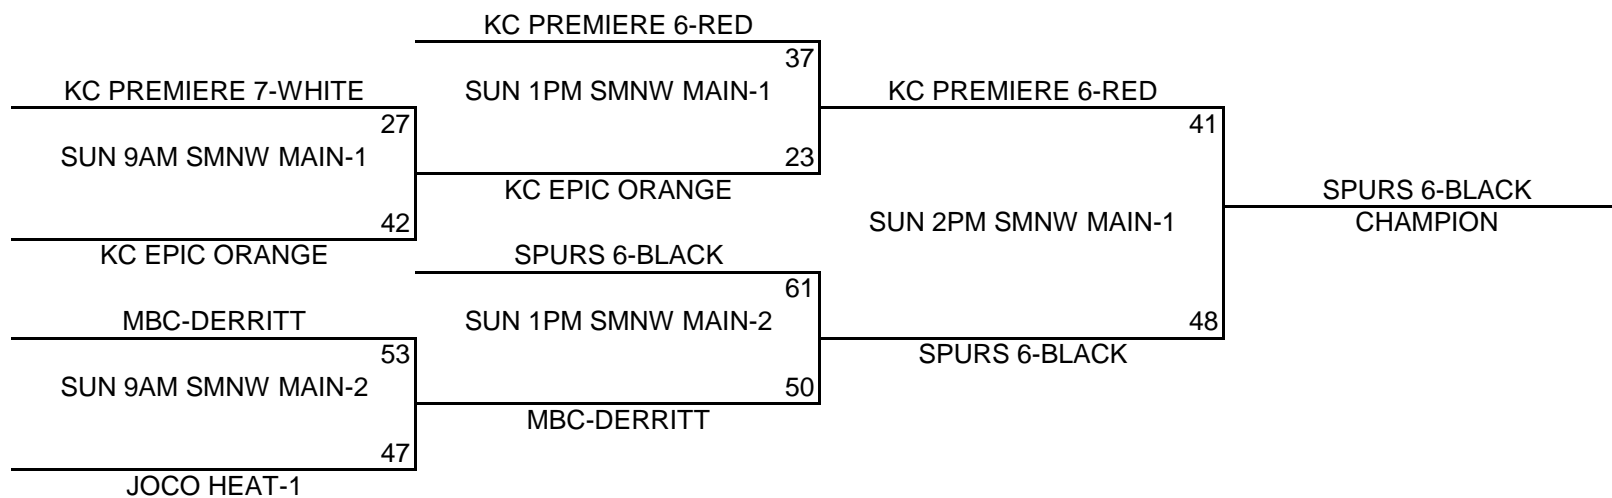 KC PREMIERE 6-RED
37
KC PREMIERE 7-WHITE
SUN 1PM SMNW MAIN-1
KC PREMIERE 6-RED
27
41
SUN 9AM SMNW MAIN-1
23
KC EPIC ORANGE
SPURS 6-BLACK
42
SUN 2PM SMNW MAIN-1
CHAMPION
KC EPIC ORANGE
SPURS 6-BLACK
61
MBC-DERRITT
SUN 1PM SMNW MAIN-2
48
53
SPURS 6-BLACK
SUN 9AM SMNW MAIN-2
50
MBC-DERRITT
47
JOCO HEAT-1